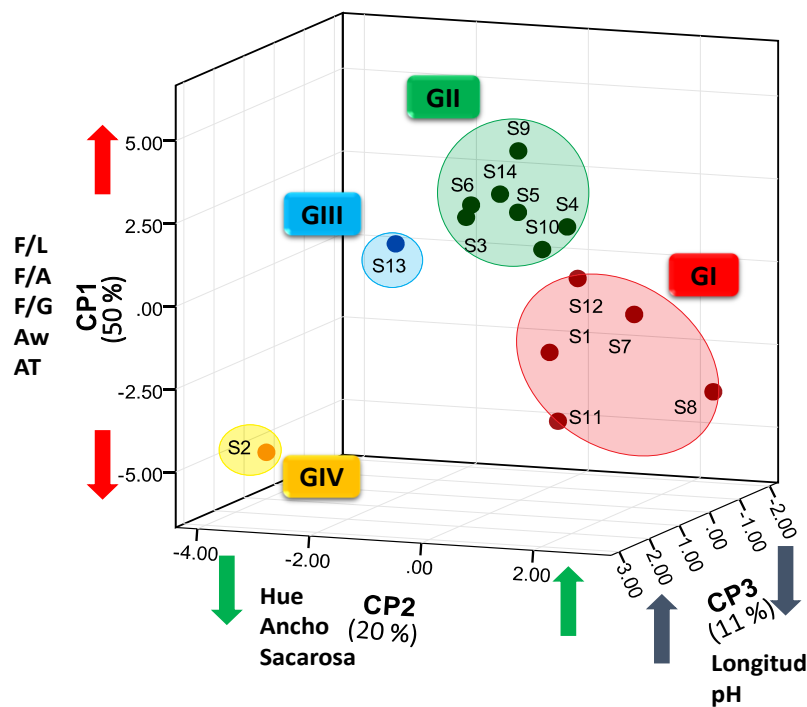 GII
S9
5.00
S14
S6
S5
S4
GIII
2.50
S10
S3
F/L
S13
F/A
GI
CP1
(50 %)
F/G
.00
S12
Aw
S1
S7
AT
-2.50
S8
S11
S2
GIV
-5.00
-4.00
-2.00
.00
2.00
3.00
2.00
1.00
.00
-1.00
-2.00
Hue
Ancho
Sacarosa
CP2
(20 %)
CP3
(11 %)
Longitud
pH